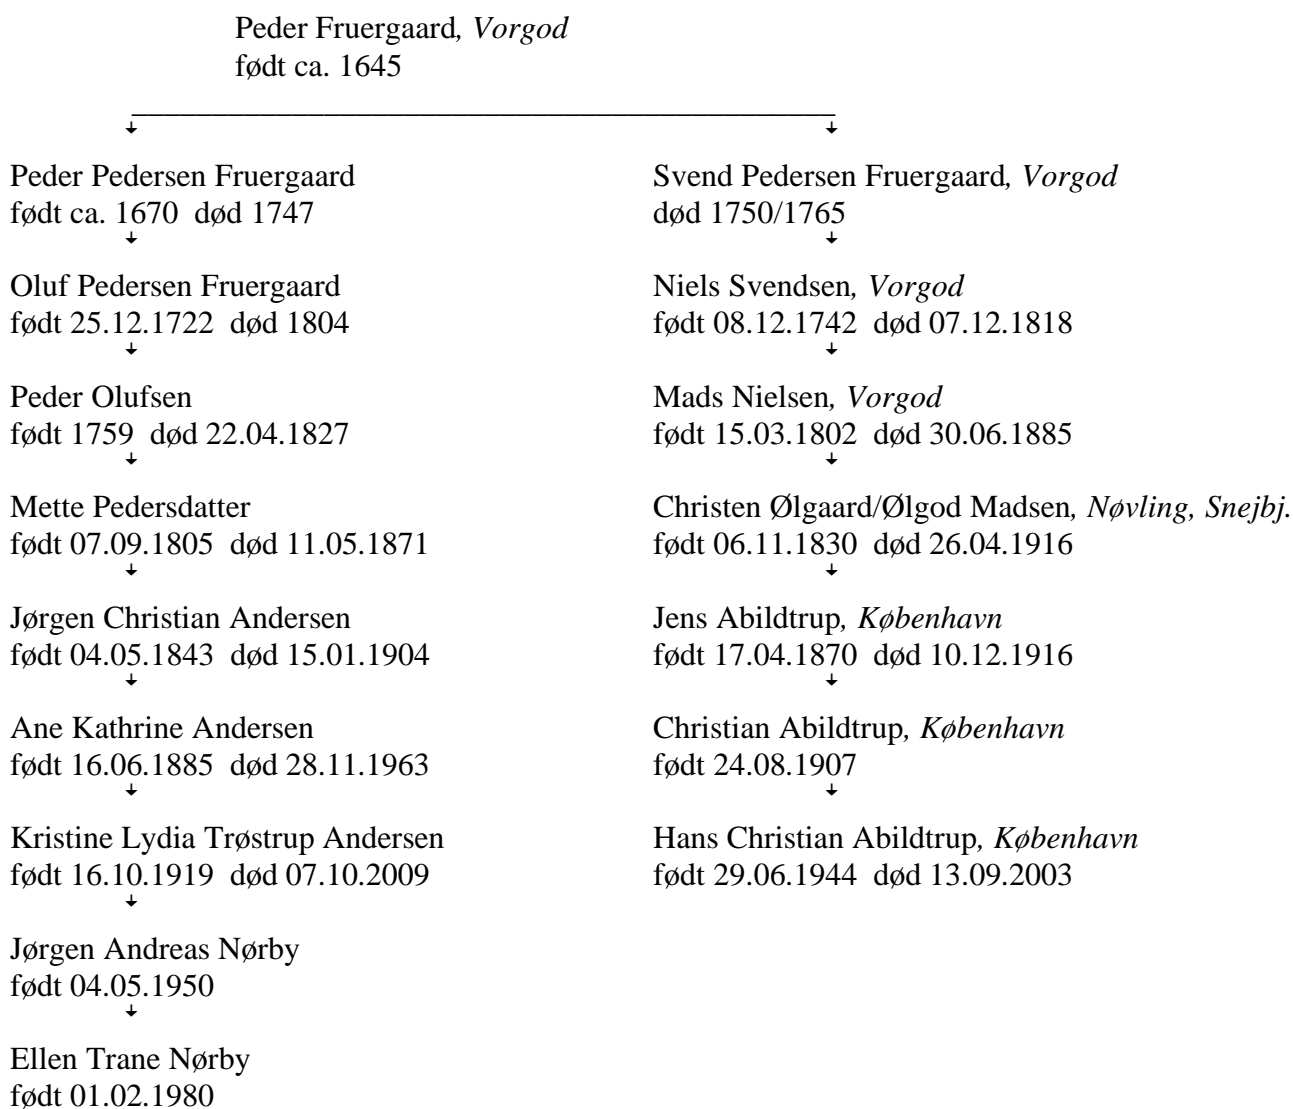 Peder Fruergaard, Vorgod
født ca. 1645
Peder Pedersen Fruergaard
født ca. 1670  død 1747
Svend Pedersen Fruergaard, Vorgod
død 1750/1765
Oluf Pedersen Fruergaard
født 25.12.1722  død 1804
Niels Svendsen, Vorgod
født 08.12.1742  død 07.12.1818
Peder Olufsen
født 1759  død 22.04.1827
Mads Nielsen, Vorgod
født 15.03.1802  død 30.06.1885
Mette Pedersdatter
født 07.09.1805  død 11.05.1871
Christen Ølgaard/Ølgod Madsen, Nøvling, Snejbj.
født 06.11.1830  død 26.04.1916
Jørgen Christian Andersen
født 04.05.1843  død 15.01.1904
Jens Abildtrup, København
født 17.04.1870  død 10.12.1916
Ane Kathrine Andersen
født 16.06.1885  død 28.11.1963
Christian Abildtrup, København
født 24.08.1907
Kristine Lydia Trøstrup Andersen
født 16.10.1919  død 07.10.2009
Hans Christian Abildtrup, København
født 29.06.1944  død 13.09.2003
Jørgen Andreas Nørby
født 04.05.1950
Ellen Trane Nørby
født 01.02.1980